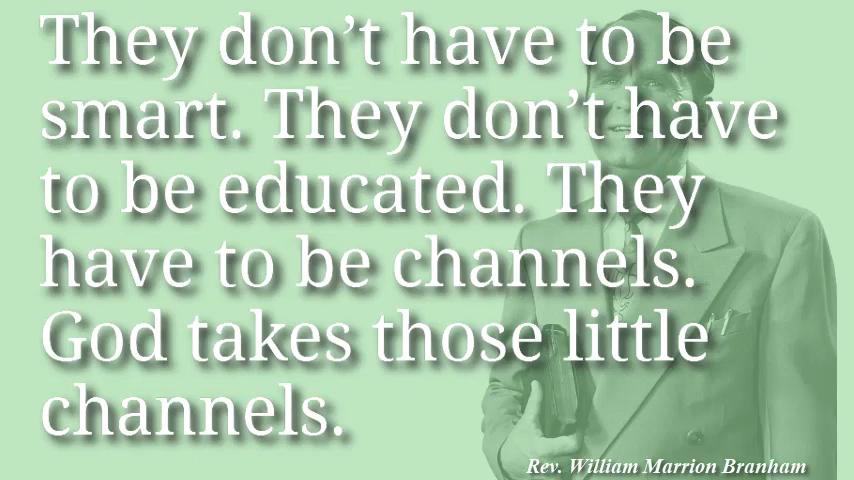 They don’t have to be
smart. They don’t have
to be educated. They
have to be channels.
God takes those little
channels.
Rev. William Marrion Branham